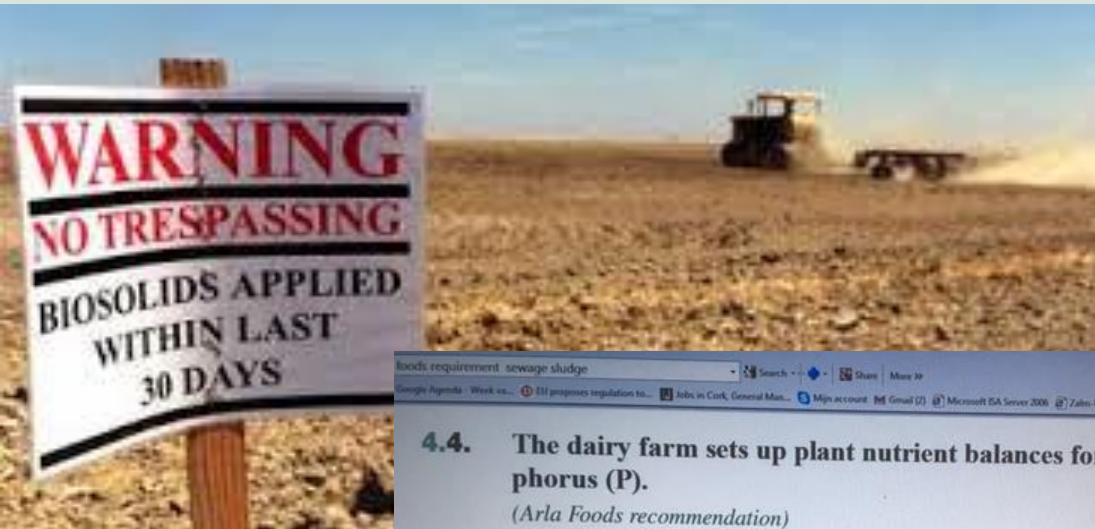 WARNING
NO TRESPASSING
BIOSOLIDS APPLIED
WITHIN LAST
30 DAYS
foods requirement sewage sludge
Search
Share More »
Google Agenda - Week EU proposes regulation to... Jobs in Cork, General Man... Mijn account Gmail (2) Microsoft ISA Server 2006
4.4. The dairy farm sets up plant nutrient balances fo
phorus (P).
(Arla Foods recommendation)